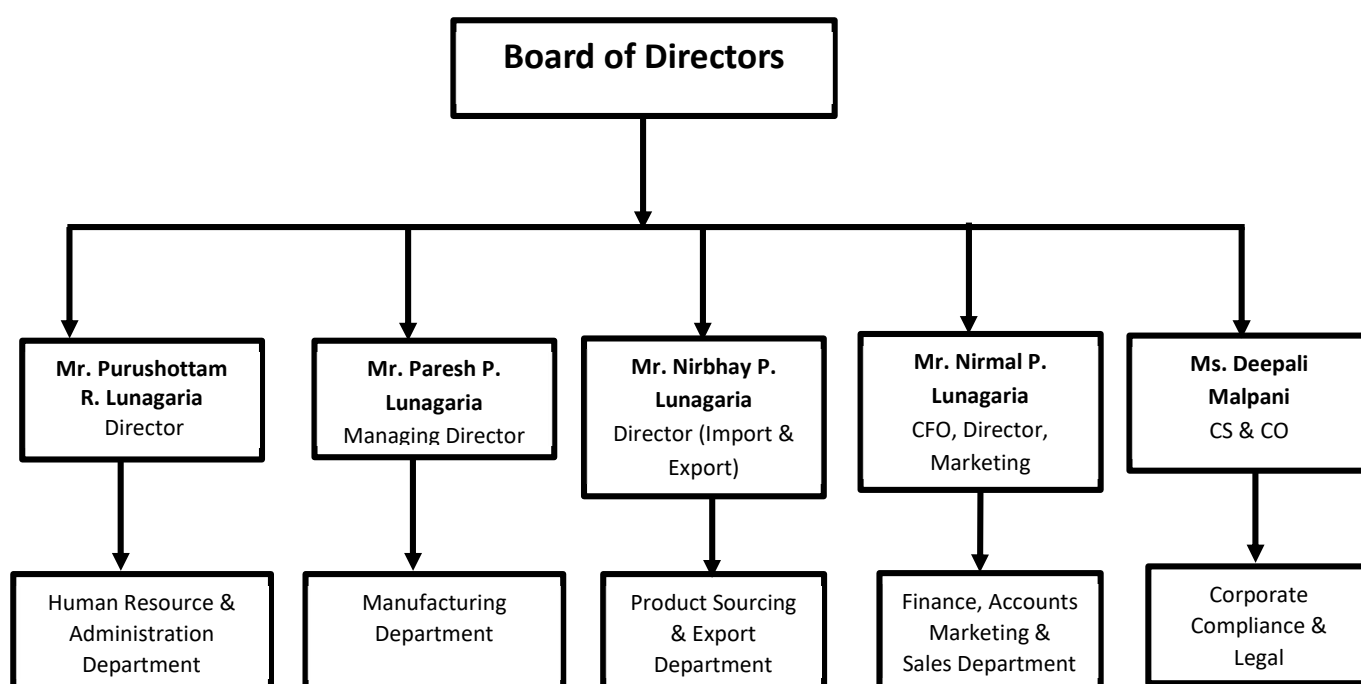 Board of Directors
Mr. Purushottam
R. Lunagaria
Director
Mr. Paresh P.
Lunagaria
Managing Director
Mr. Nirbhay P.
Lunagaria
Director (Import &
Export)
Mr. Nirmal P.
Lunagaria
CFO, Director,
Marketing
Ms. Deepali
Malpani
CS & CO
Human Resource &
Administration
Department
Manufacturing
Department
Product Sourcing
& Export
Department
Finance, Accounts
Marketing &
Sales Department
Corporate
Compliance &
Legal